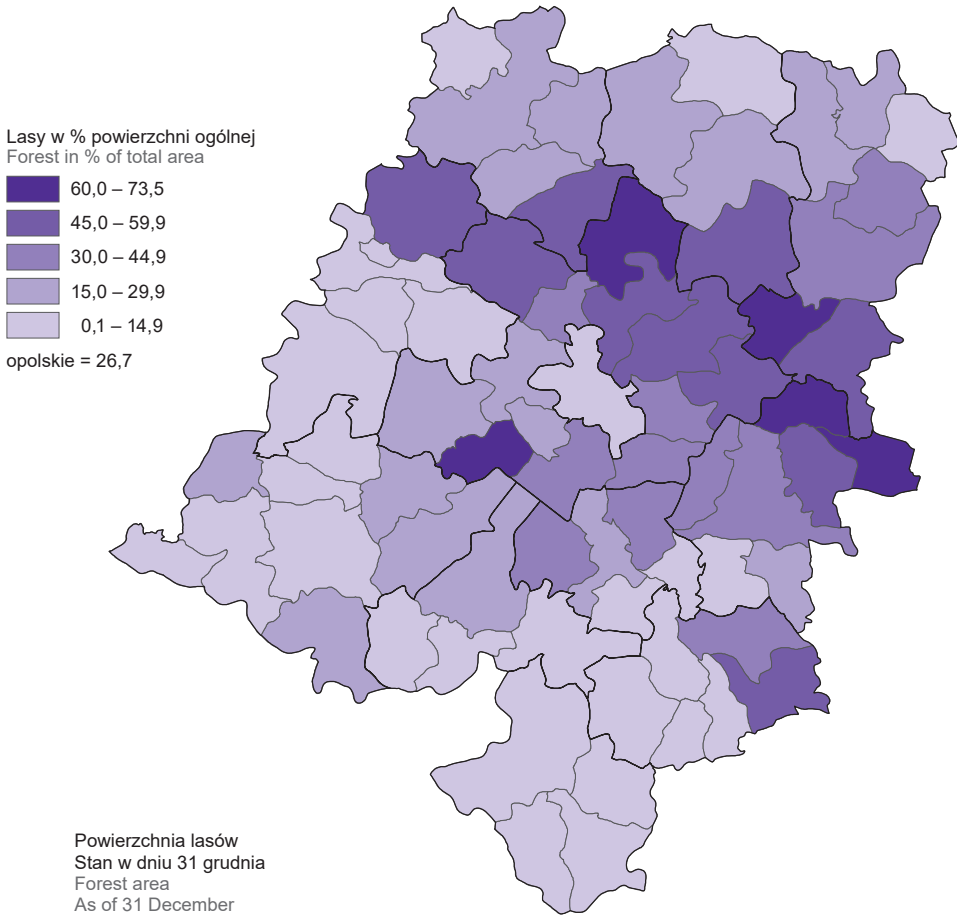 Lasy w % powierzchni ogólnej
Forest in % of total area
60,0 – 73,5
45,0 – 59,9
30,0 – 44,9
15,0 – 29,9
0,1 – 14,9
opolskie = 26,7
Powierzchnia lasów
Stan w dniu 31 grudnia
Forest area
As of 31 December